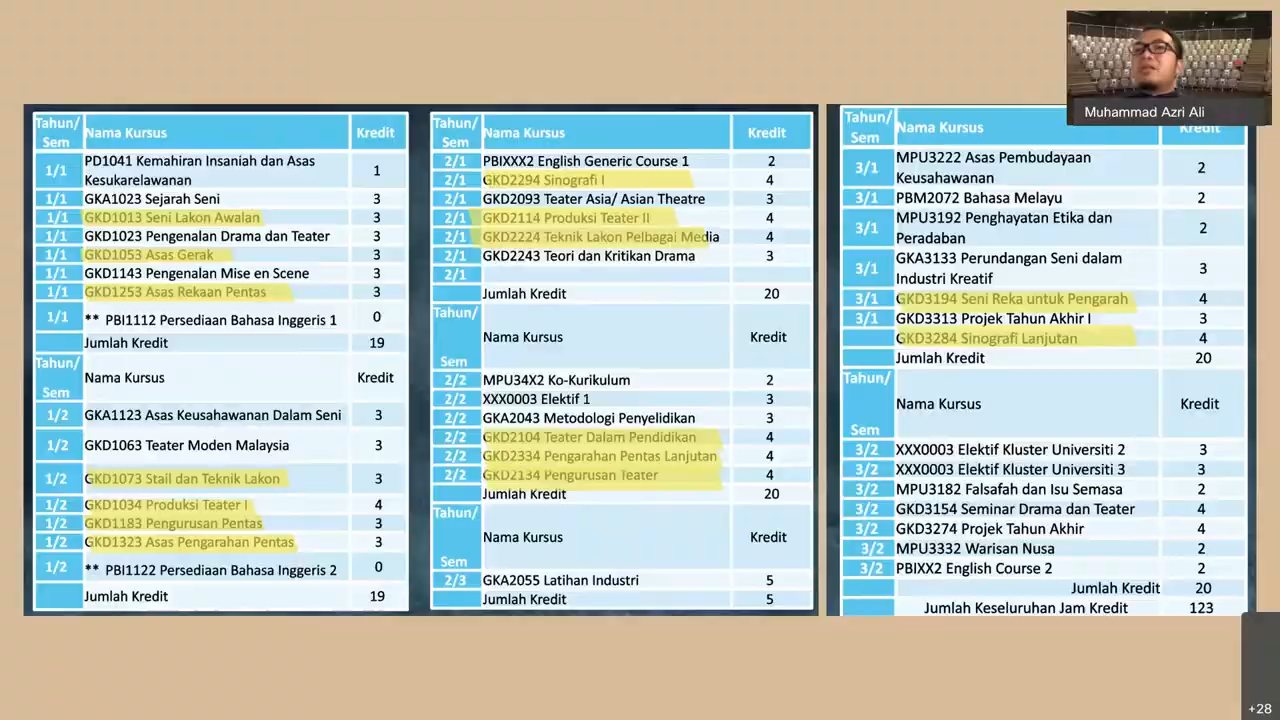 Muhammad Azri Ali
Tahun/ Nama Kursus Kredit
Sem
1/1 PD1041 Kemahiran Insaniah dan Asas 1
Kesukarelawanan
1/1 GKA1023 Sejarah Seni 3
1/1 GKD1013 Seni Lakon Awalan 3
1/1 GKD1023 Pengenalan Drama dan Teater 3
1/1 GKD1053 Asas Gerak 3
1/1 GKD1143 Pengenalan Mise en Scene 3
1/1 GKD1253 Asas Rekaan Pentas 3
1/1 ** PBI1112 Persediaan Bahasa Inggeris 1 0
Jumlah Kredit 19
Tahun/ Nama Kursus Kredit
Sem
1/2 GKA1123 Asas Keusahawanan Dalam Seni 3
1/2 GKD1063 Teater Moden Malaysia 3
1/2 GKD1073 Stail dan Teknik Lakon 3
1/2 GKD1034 Produksi Teater I 4
1/2 GKD1183 Pengurusan Pentas 3
1/2 GKD1323 Asas Pengarahan Pentas 3
1/2 ** PBI1122 Persediaan Bahasa Inggeris 2 0
Jumlah Kredit 19
Tahun/ Nama Kursus Kredit
Sem
2/1 PBIXXX2 English Generic Course 1 2
2/1 GKD2294 Sinografi I 4
2/1 GKD2093 Teater Asia/ Asian Theatre 3
2/1 GKD2114 Produksi Teater II 4
2/1 GKD2224 Teknik Lakon Pelbagai Media 4
2/1 GKD2243 Teori dan Kritikan Drama 3
2/1
Jumlah Kredit 20
Tahun/ Nama Kursus Kredit
Sem
2/2 MPU34X2 Ko-Kurikulum 2
2/2 XXX0003 Elektif 1 3
2/2 GKA2043 Metodologi Penyelidikan 3
2/2 GKD2104 Teater Dalam Pendidikan 4
2/2 GKD2334 Pengarahan Pentas Lanjutan 4
2/2 GKD2134 Pengurusan Teater 4
Jumlah Kredit 20
Tahun/ Nama Kursus Kredit
Sem
2/3 GKA2055 Latihan Industri 5
Jumlah Kredit 5
Tahun/ Nama Kursus Kredit
Sem
3/1 MPU3222 Asas Pembudayaan 2
Keusahawanan
3/1 PBM2072 Bahasa Melayu 2
3/1 MPU3192 Penghayatan Etika dan 2
Peradaban
3/1 GKA3133 Perundangan Seni dalam 3
Industri Kreatif
3/1 GKD3194 Seni Reka untuk Pengarah 4
3/1 GKD3313 Projek Tahun Akhir I 3
GKD3284 Sinografi Lanjutan 4
Jumlah Kredit 20
Tahun/ Nama Kursus Kredit
Sem
3/2 XXX0003 Elektif Kluster Universiti 2 3
3/2 XXX0003 Elektif Kluster Universiti 3 3
3/2 MPU3182 Falsafah dan Isu Semasa 2
3/2 GKD3154 Seminar Drama dan Teater 4
3/2 GKD3274 Projek Tahun Akhir 4
3/2 MPU3332 Warisan Nusa 2
3/2 PBIXX2 English Course 2 2
Jumlah Kredit 20
Jumlah Keseluruhan Jam Kredit 123
+28